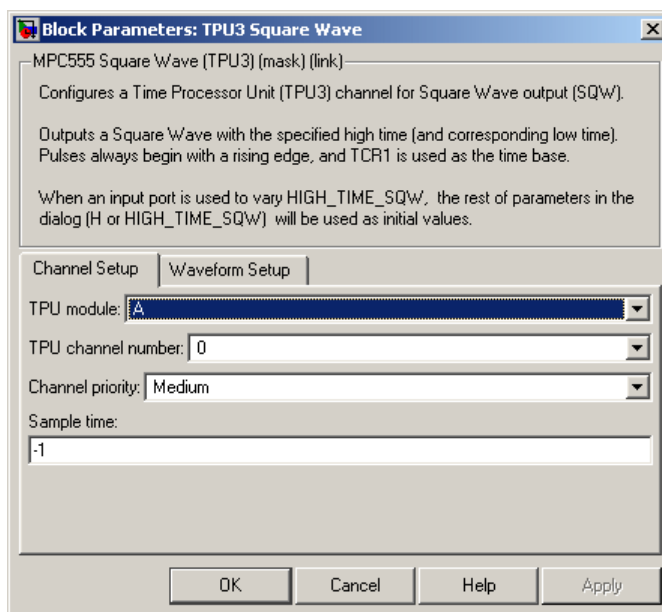 Block Parameters: TPU3 Square Wave
MPC555 Square Wave (TPU3) (mask) (link)
Configures a Time Processor Unit (TPU3) channel for Square Wave output (SQW).
Outputs a Square Wave with the specified high time (and corresponding low time).
Pulses always begin with a rising edge, and TCR1 is used as the time base.
When an input port is used to vary HIGH_TIME_SQW,  the rest of parameters in the
dialog (H or HIGH_TIME_SQW)  will be used as initial values.
Channel Setup Waveform Setup
TPU module: A
TPU channel number: 0
Channel priority: Medium
Sample time:
-1
OK Cancel Help Apply